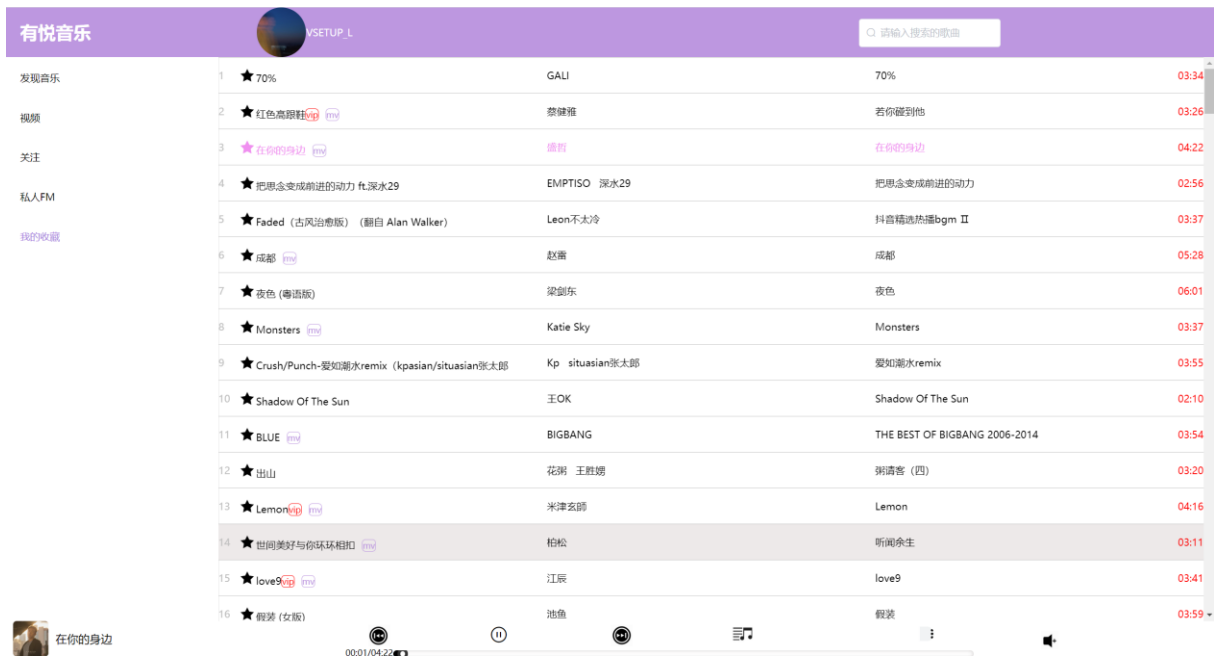 有悦音乐 VSETUP_L 请输入搜索的歌曲
发现音乐
视频
关注
私人FM
我的收藏
1 70% GALI 70% 03:34
2 红色高跟鞋 vip mv 蔡健雅 若你碰到他 03:26
3 在你的身边 mv 盛哲 在你的身边 04:22
4 把思念变成前进的动力 ft.深水29 EMPTISO 深水29 把思念变成前进的动力 02:56
5 Faded（古风治愈版）（翻自 Alan Walker） Leon不太冷 抖音精选热播bgm Ⅱ 03:37
6 成都 mv 赵雷 成都 05:28
7 夜色 (粤语版) 梁剑东 夜色 06:01
8 Monsters mv Katie Sky Monsters 03:37
9 Crush/Punch-爱如潮水remix（kpasian/situasian张太郎 Kp situasian张太郎 爱如潮水remix 03:55
10 Shadow Of The Sun 王OK Shadow Of The Sun 02:10
11 BLUE mv BIGBANG THE BEST OF BIGBANG 2006-2014 03:54
12 出山 花粥 王胜娚 粥请客（四） 03:20
13 Lemon vip mv 米津玄師 Lemon 04:16
14 世间美好与你环环相扣 mv 柏松 听闻余生 03:11
15 love9 vip mv 江辰 love9 03:41
16 假装 (女版) 池鱼 假装 03:59
在你的身边
00:01/04:22